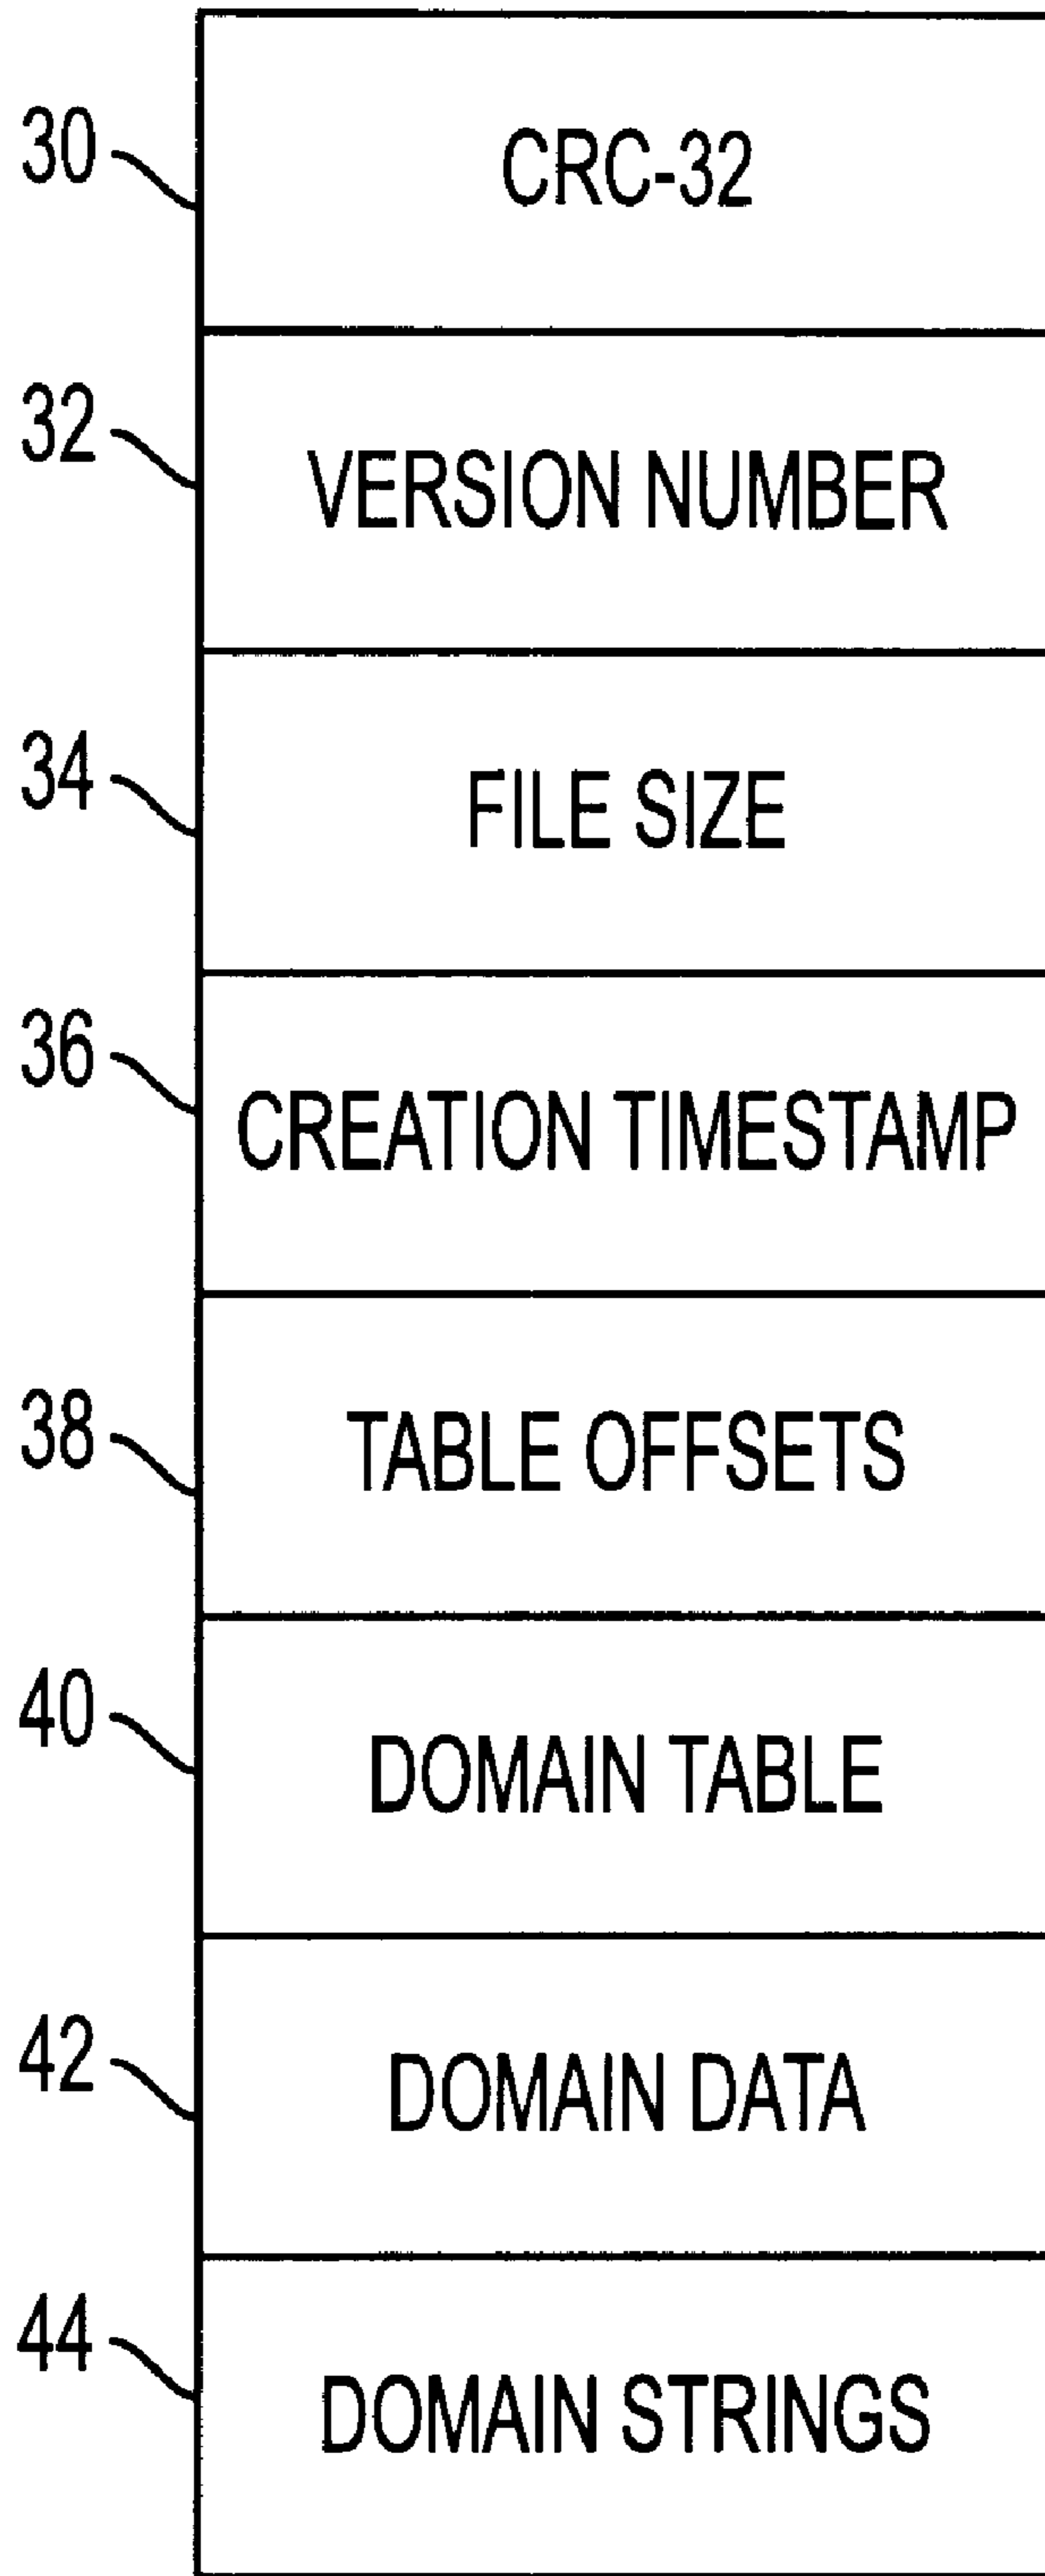 30 CRC-32
32 VERSION NUMBER
34 FILE SIZE
36 CREATION TIMESTAMP
38 TABLE OFFSETS
40 DOMAIN TABLE
42 DOMAIN DATA
44 DOMAIN STRINGS